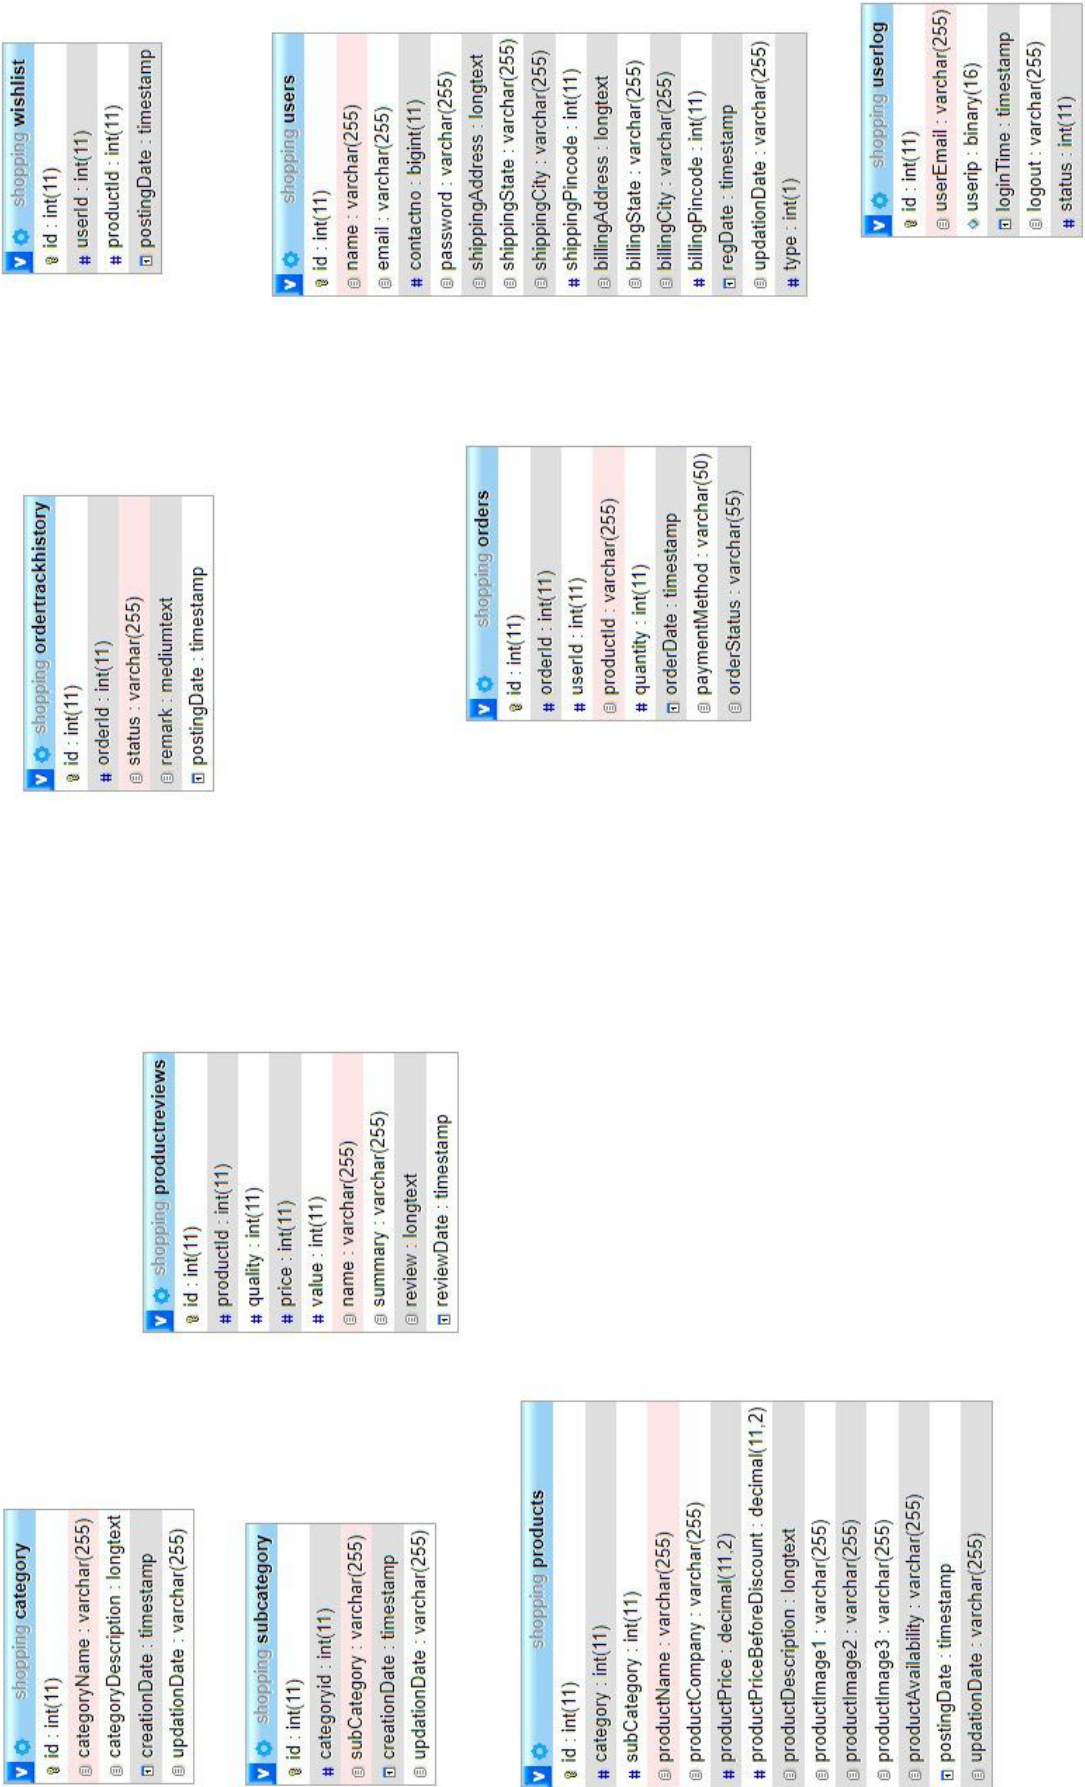 shopping category
id : int(11)
categoryName : varchar(255)
categoryDescription : longtext
creationDate : timestamp
updationDate : varchar(255)
shopping subcategory
id : int(11)
categoryid : int(11)
subCategory : varchar(255)
creationDate : timestamp
updationDate : varchar(255)
shopping products
id : int(11)
category : int(11)
subCategory : int(11)
productName : varchar(255)
productCompany : varchar(255)
productPrice : decimal(11,2)
productPriceBeforeDiscount : decimal(11,2)
productDescription : longtext
productImage1 : varchar(255)
productImage2 : varchar(255)
productImage3 : varchar(255)
productAvailability : varchar(255)
postingDate : timestamp
updationDate : varchar(255)
shopping productreviews
id : int(11)
productId : int(11)
quality : int(11)
price : int(11)
value : int(11)
name : varchar(255)
summary : varchar(255)
review : longtext
reviewDate : timestamp
shopping ordertrackhistory
id : int(11)
orderId : int(11)
status : varchar(255)
remark : mediumtext
postingDate : timestamp
shopping orders
id : int(11)
orderId : int(11)
userId : int(11)
productId : varchar(255)
quantity : int(11)
orderDate : timestamp
paymentMethod : varchar(50)
orderStatus : varchar(55)
shopping wishlist
id : int(11)
userId : int(11)
productId : int(11)
postingDate : timestamp
shopping users
id : int(11)
name : varchar(255)
email : varchar(255)
contactno : bigint(11)
password : varchar(255)
shippingAddress : longtext
shippingState : varchar(255)
shippingCity : varchar(255)
shippingPincode : int(11)
billingAddress : longtext
billingState : varchar(255)
billingCity : varchar(255)
billingPincode : int(11)
regDate : timestamp
updationDate : varchar(255)
type : int(1)
shopping userlog
id : int(11)
userEmail : varchar(255)
userip : binary(16)
loginTime : timestamp
logout : varchar(255)
status : int(11)